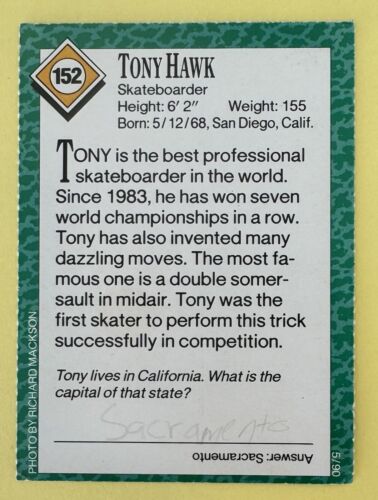 152
TONY HAWK
Skateboarder
Height: 6' 2" Weight: 155
Born: 5/12/68, San Diego, Calif.
TONY is the best professional
skateboarder in the world.
Since 1983, he has won seven
world championships in a row.
Tony has also invented many
dazzling moves. The most fa-
mous one is a double somer-
sault in midair. Tony was the
first skater to perform this trick
successfully in competition.
Tony lives in California. What is the
capital of that state?
Sacramento
Answer: Sacramento
PHOTO BY RICHARD MACKSON
5/90